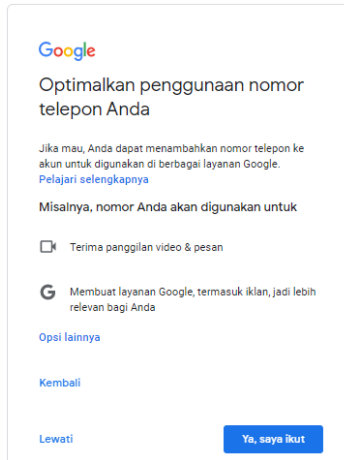 Google
Optimalkan penggunaan nomor
telepon Anda
Jika mau, Anda dapat menambahkan nomor telepon ke
akun untuk digunakan di berbagai layanan Google.
Pelajari selengkapnya
Misalnya, nomor Anda akan digunakan untuk
Terima panggilan video & pesan
Membuat layanan Google, termasuk iklan, jadi lebih
relevan bagi Anda
Opsi lainnya
Kembali
Lewati
Ya, saya ikut